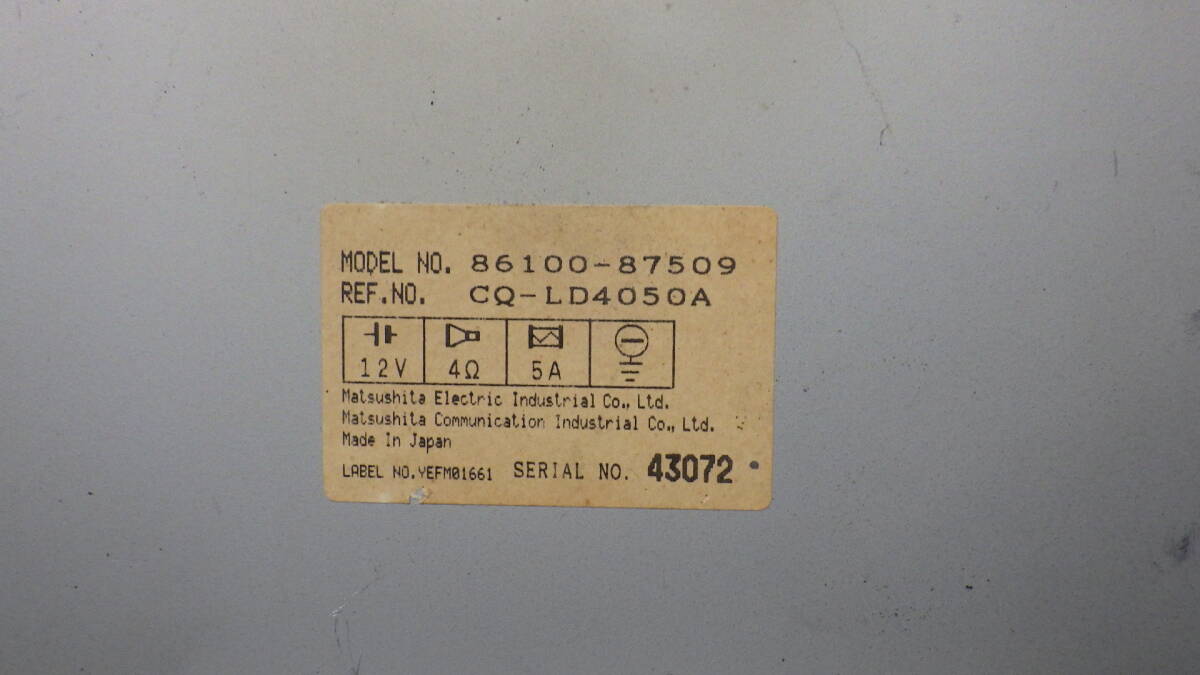 MODEL NO. 86100-87509
REF.NO. CQ-LD4050A
12V 4Ω 5A
Matsushita Electric Industrial Co., Ltd.
Matsushita Communication Industrial Co., Ltd.
Made In Japan
LABEL NO.YEFM01661 SERIAL NO. 43072